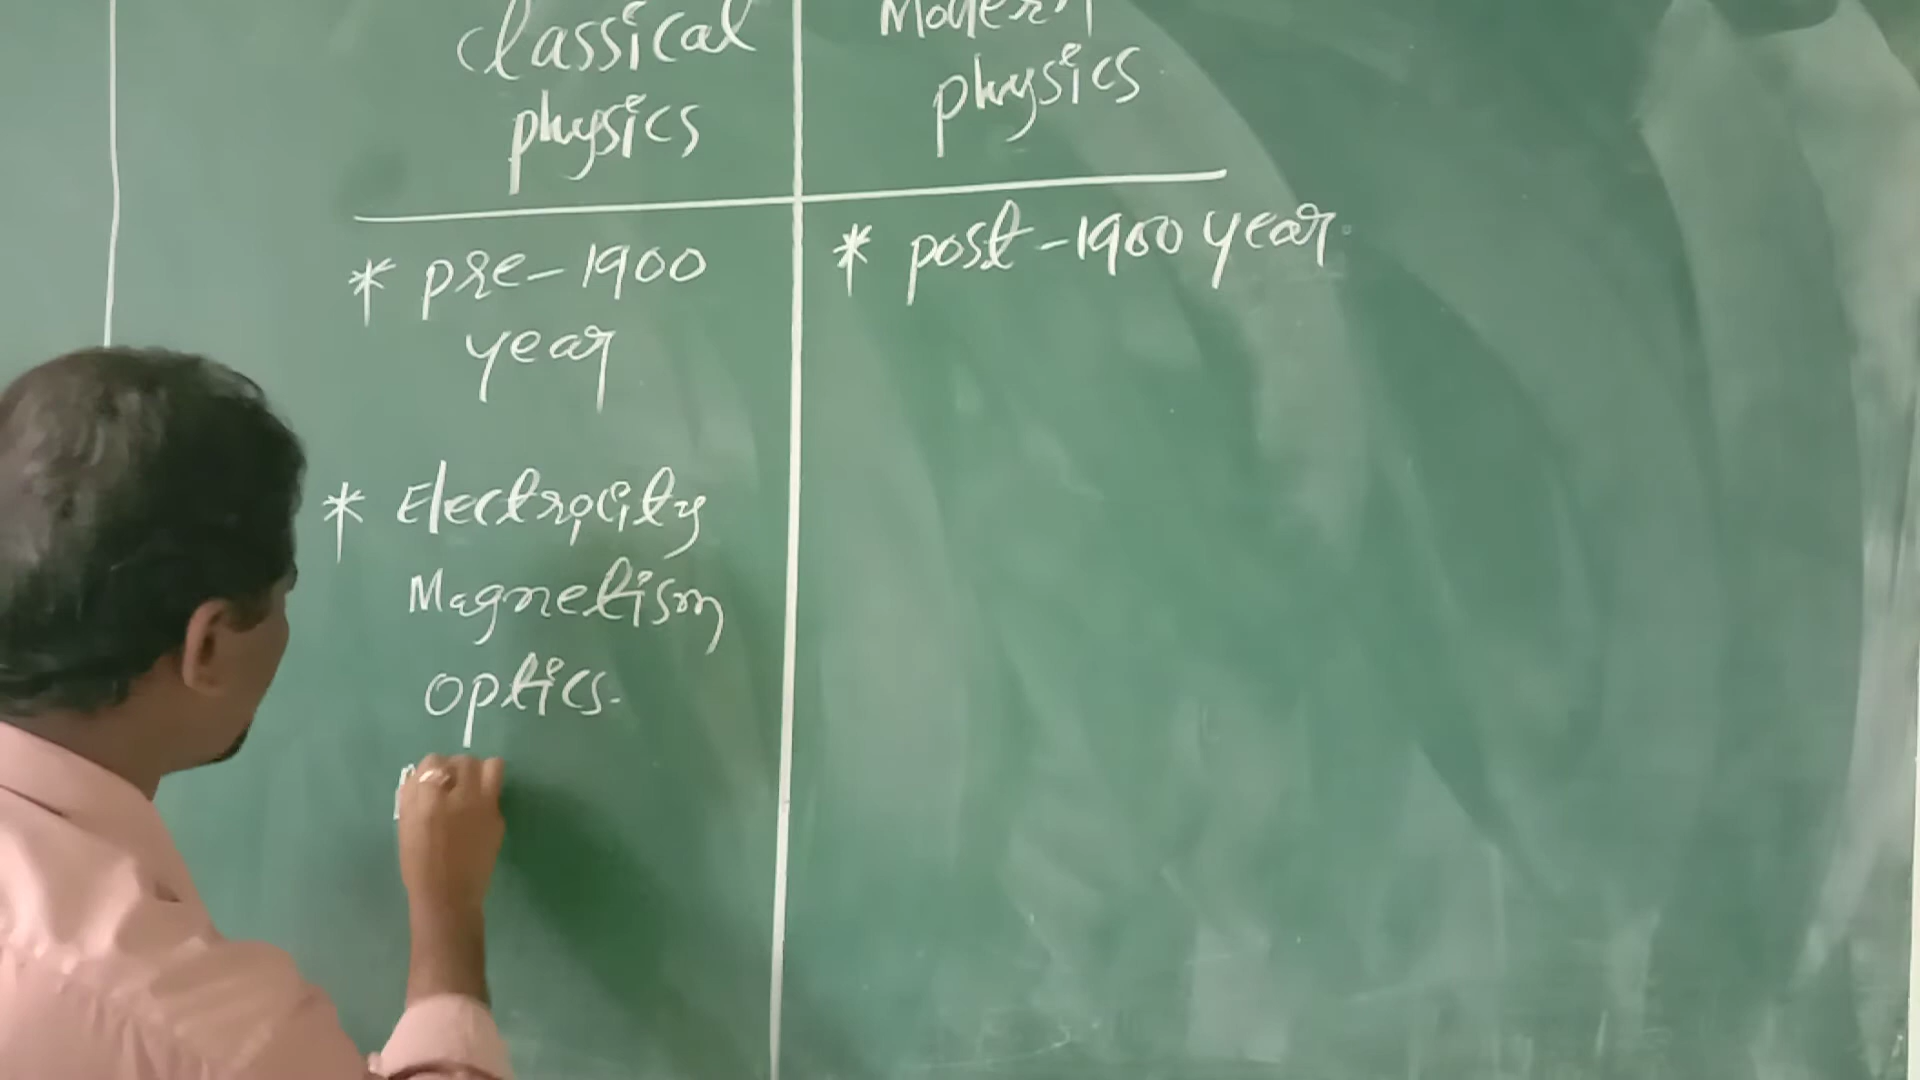 classical
physics
Modern
physics
* pre-1900
year
* post-1900 year
* Electricity
Magnetism
optics.